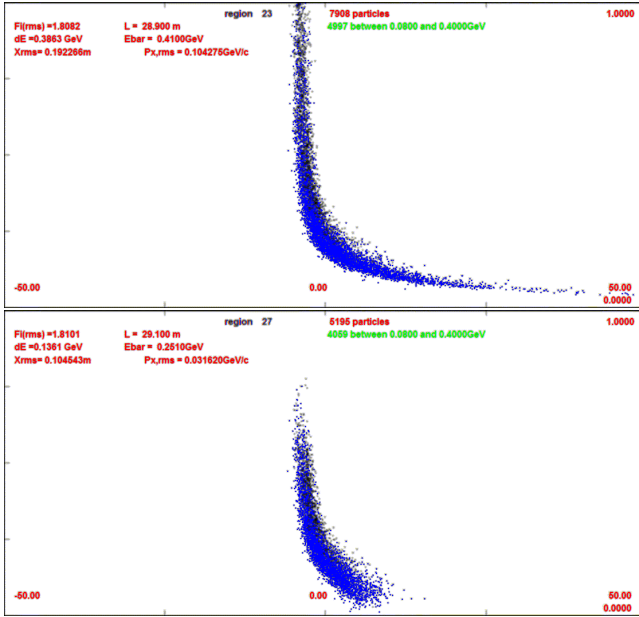 region 23 7908 particles 1.0000
Fi(rms) =1.8082 L = 28.900 m 4997 between 0.0800 and 0.4000GeV
dE =0.3863 GeV Ebar = 0.4100GeV
Xrms= 0.192266m Px,rms = 0.104275GeV/c
-50.00 0.00 50.00
0.0000
region 27 5195 particles 1.0000
Fi(rms) =1.8101 L = 29.100 m 4059 between 0.0800 and 0.4000GeV
dE =0.1361 GeV Ebar = 0.2510GeV
Xrms= 0.104543m Px,rms = 0.031620GeV/c
-50.00 0.00 50.00
0.0000